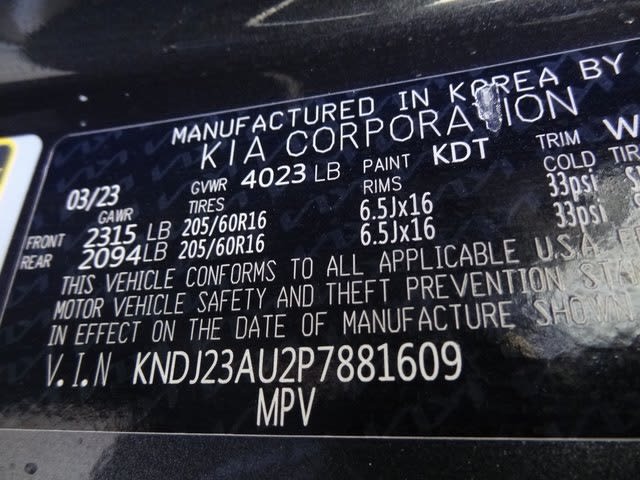 MANUFACTURED IN KOREA BY
KIA CORPORATION
03/23 GVWR 4023 LB PAINT KDT TRIM
GAWR TIRES RIMS COLD
FRONT 2315 LB 205/60R16 6.5Jx16 33psi
REAR 2094 LB 205/60R16 6.5Jx16 33psi
THIS VEHICLE CONFORMS TO ALL APPLICABLE U.S.A.
MOTOR VEHICLE SAFETY AND THEFT PREVENTION
IN EFFECT ON THE DATE OF MANUFACTURE SHOWN
V.I.N KNDJ23AU2P7881609
MPV